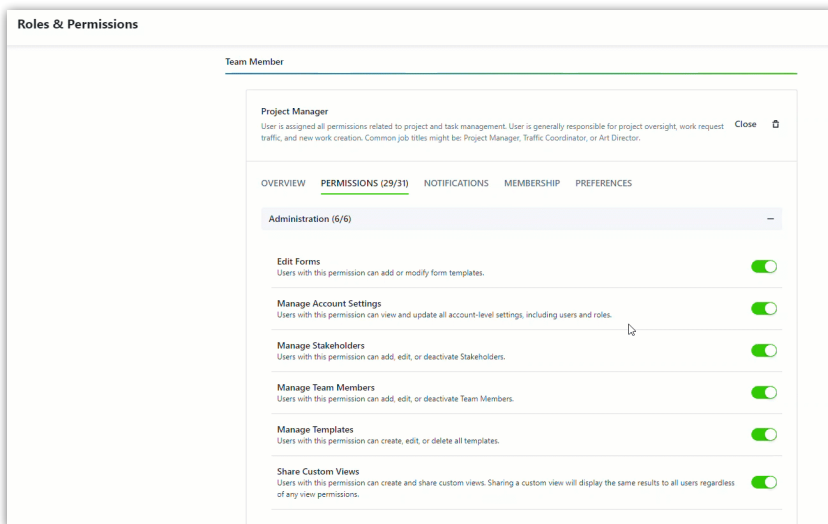 Roles & Permissions
Team Member
Project Manager
User is assigned all permissions related to project and task management. User is generally responsible for project oversight, work request
traffic, and new work creation. Common job titles might be: Project Manager, Traffic Coordinator, or Art Director.
Close
OVERVIEW PERMISSIONS (29/31) NOTIFICATIONS MEMBERSHIP PREFERENCES
Administration (6/6)
Edit Forms
Users with this permission can add or modify form templates.
Manage Account Settings
Users with this permission can view and update all account-level settings, including users and roles.
Manage Stakeholders
Users with this permission can add, edit, or deactivate Stakeholders.
Manage Team Members
Users with this permission can add, edit, or deactivate Team Members.
Manage Templates
Users with this permission can create, edit, or delete all templates.
Share Custom Views
Users with this permission can create and share custom views. Sharing a custom view will display the same results to all users regardless
of any view permissions.